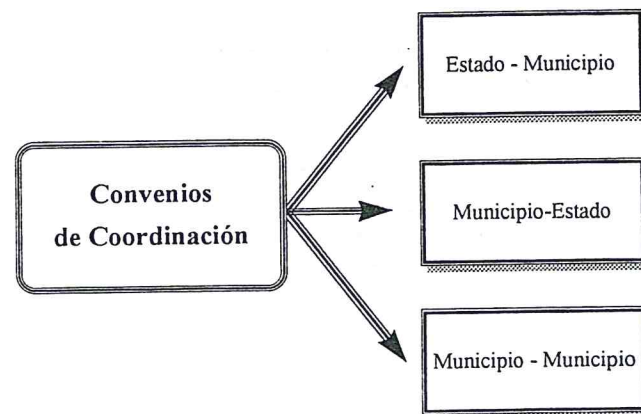 Estado - Municipio
Convenios
de Coordinación
Municipio-Estado
Municipio - Municipio